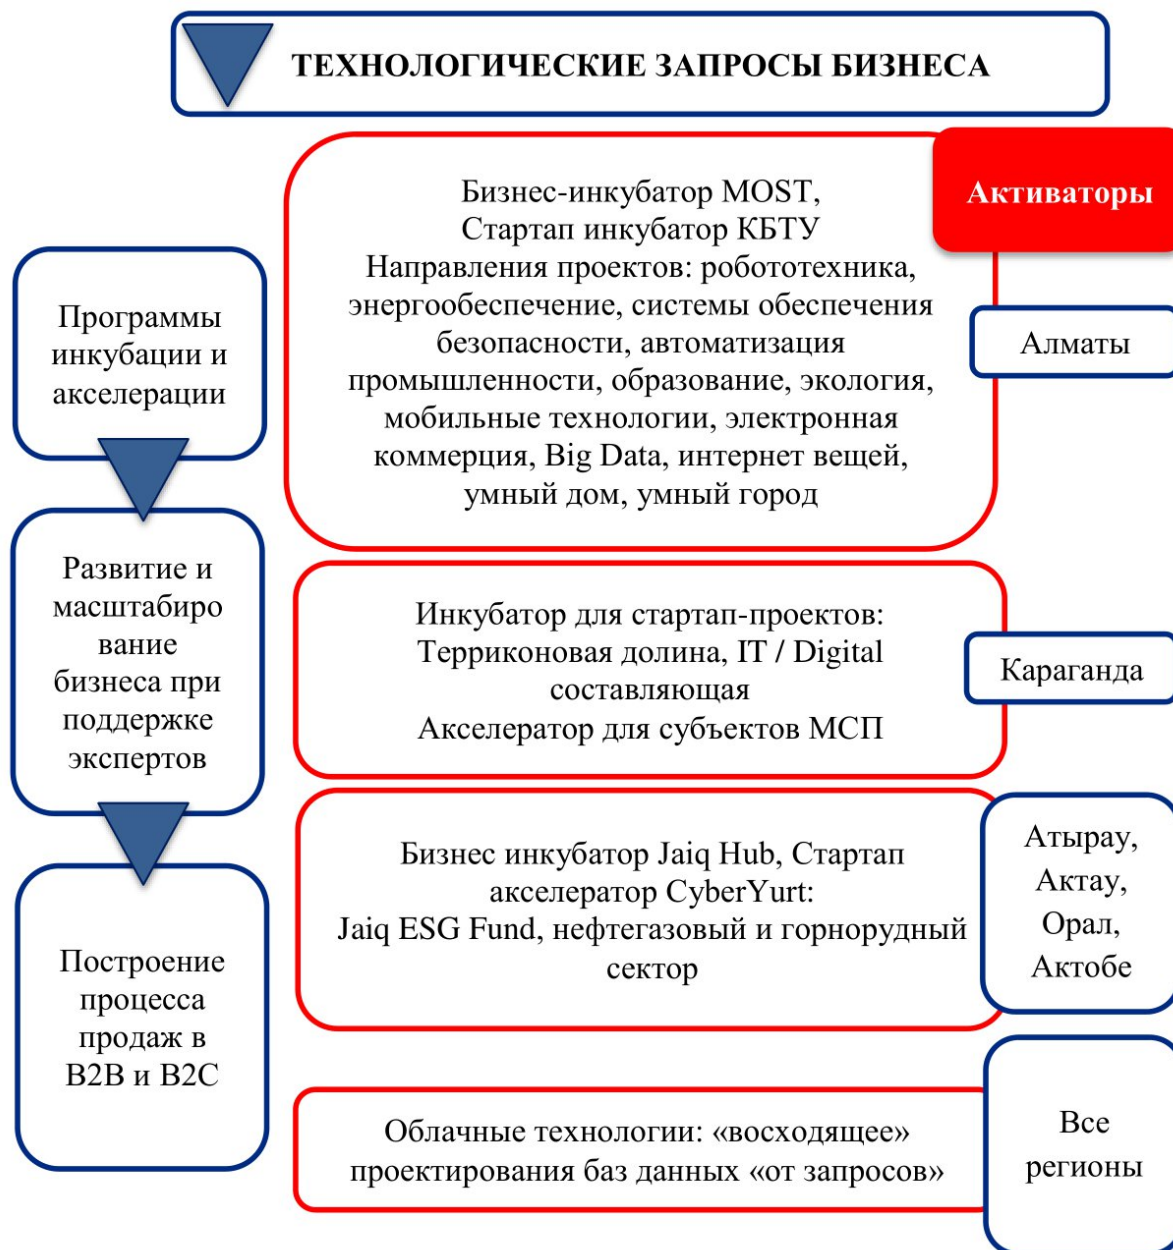 ТЕХНОЛОГИЧЕСКИЕ ЗАПРОСЫ БИЗНЕСА
Активаторы
Программы
инкубации и
акселерации
Развитие и
масштабиро
вание
бизнеса при
поддержке
экспертов
Построение
процесса
продаж в
B2B и B2C
Бизнес-инкубатор MOST,
Стартап инкубатор КБТУ
Направления проектов: робототехника,
энергообеспечение, системы обеспечения
безопасности, автоматизация
промышленности, образование, экология,
мобильные технологии, электронная
коммерция, Big Data, интернет вещей,
умный дом, умный город
Алматы
Инкубатор для стартап-проектов:
Терриконовая долина, IT / Digital
составляющая
Акселератор для субъектов МСП
Караганда
Бизнес инкубатор Jaiq Hub, Стартап
акселератор CyberYurt:
Jaiq ESG Fund, нефтегазовый и горнорудный
сектор
Атырау,
Актау,
Орал,
Актобе
Облачные технологии: «восходящее»
проектирования баз данных «от запросов»
Все
регионы